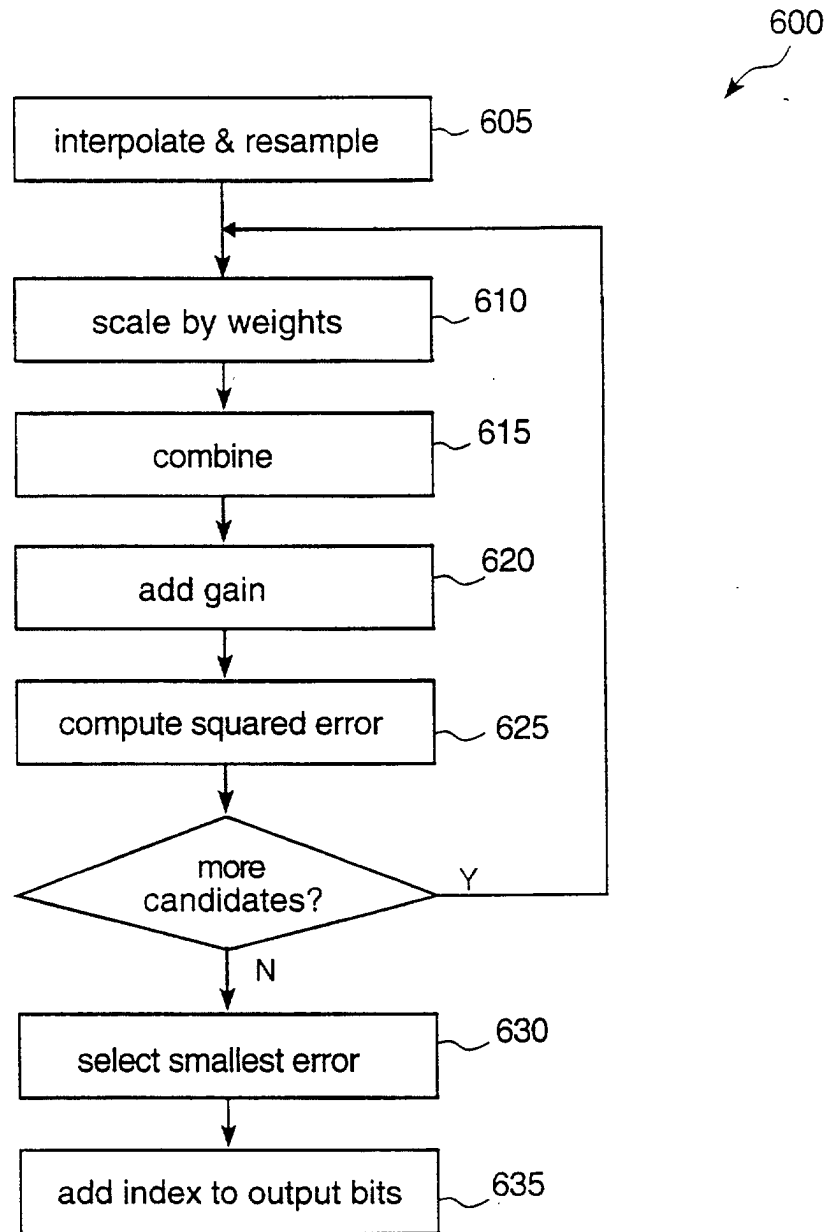 600
interpolate & resample
605
scale by weights
610
combine
615
add gain
620
compute squared error
625
more
candidates?
Y
N
select smallest error
630
add index to output bits
635